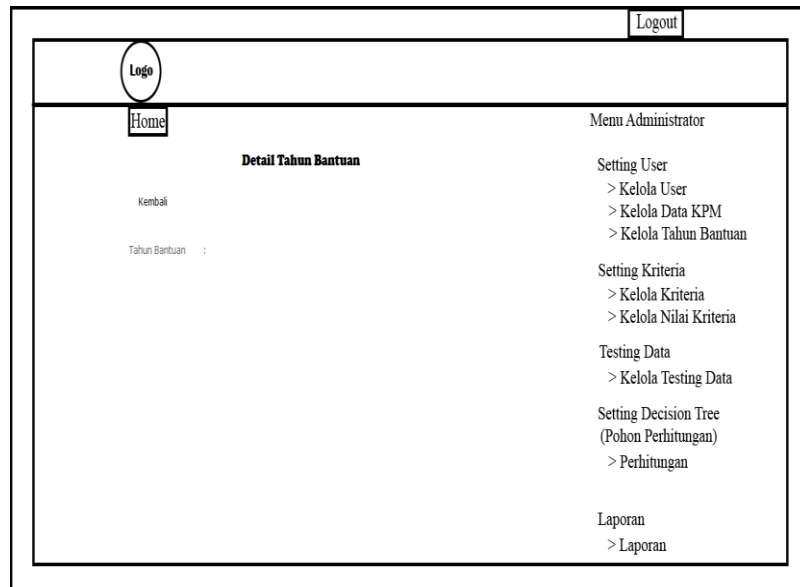 Logout
Logo
Home
Detail Tahun Bantuan
Kembali
Tahun Bantuan :
Menu Administrator
Setting User
> Kelola User
> Kelola Data KPM
> Kelola Tahun Bantuan
Setting Kriteria
> Kelola Kriteria
> Kelola Nilai Kriteria
Testing Data
> Kelola Testing Data
Setting Decision Tree
(Pohon Perhitungan)
> Perhitungan
Laporan
> Laporan